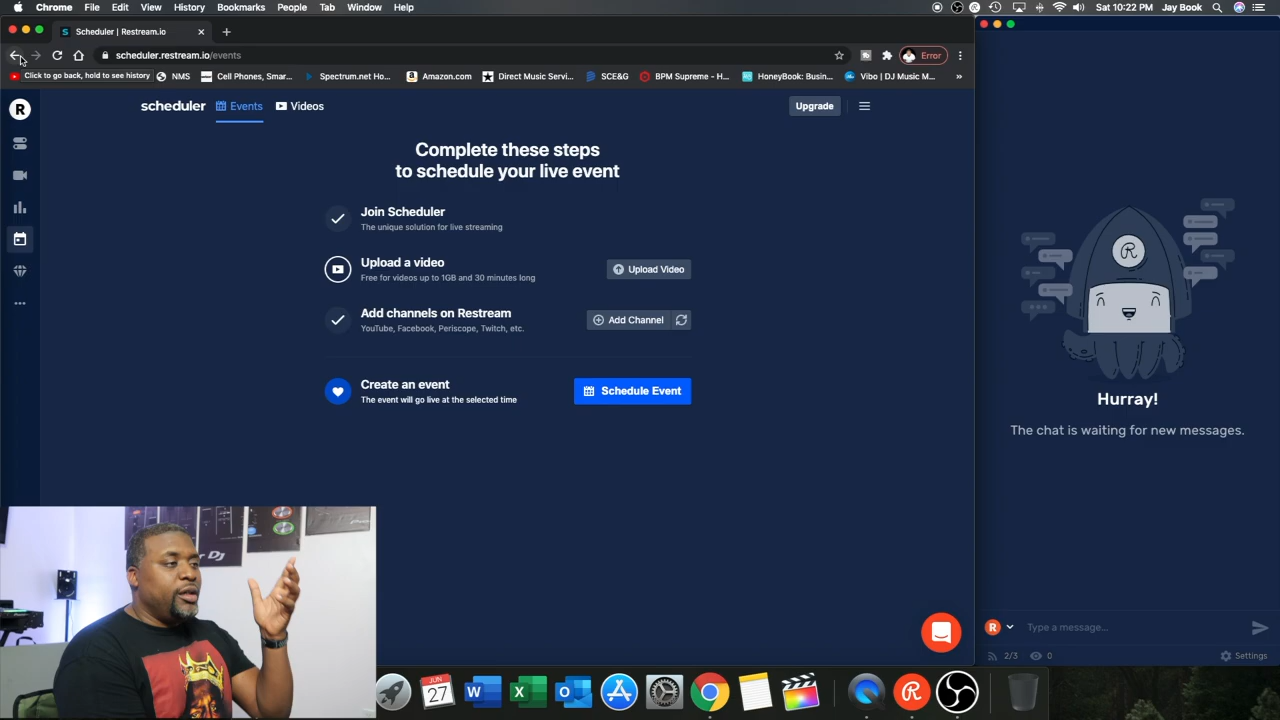 Chrome File Edit View History Bookmarks People Tab Window Help
Sat 10:22 PM Jay Book
S Scheduler | Restream.io
scheduler.restream.io/events
Error
Click to go back, hold to see history
NMS
Cell Phones, Smar...
Spectrum.net Ho...
Amazon.com
Direct Music Servi...
SCE&G
BPM Supreme - H...
HoneyBook: Busin...
Vibo | DJ Music M...
»
R
scheduler Events Videos
Upgrade
Complete these steps
to schedule your live event
Join Scheduler
The unique solution for live streaming
Upload a video
Free for videos up to 1GB and 30 minutes long
Upload Video
Add channels on Restream
YouTube, Facebook, Periscope, Twitch, etc.
Add Channel
Create an event
The event will go live at the selected time
Schedule Event
R
Hurray!
The chat is waiting for new messages.
R Type a message...
2/3 0 Settings
DJ
JUN
27
W
X
O
R